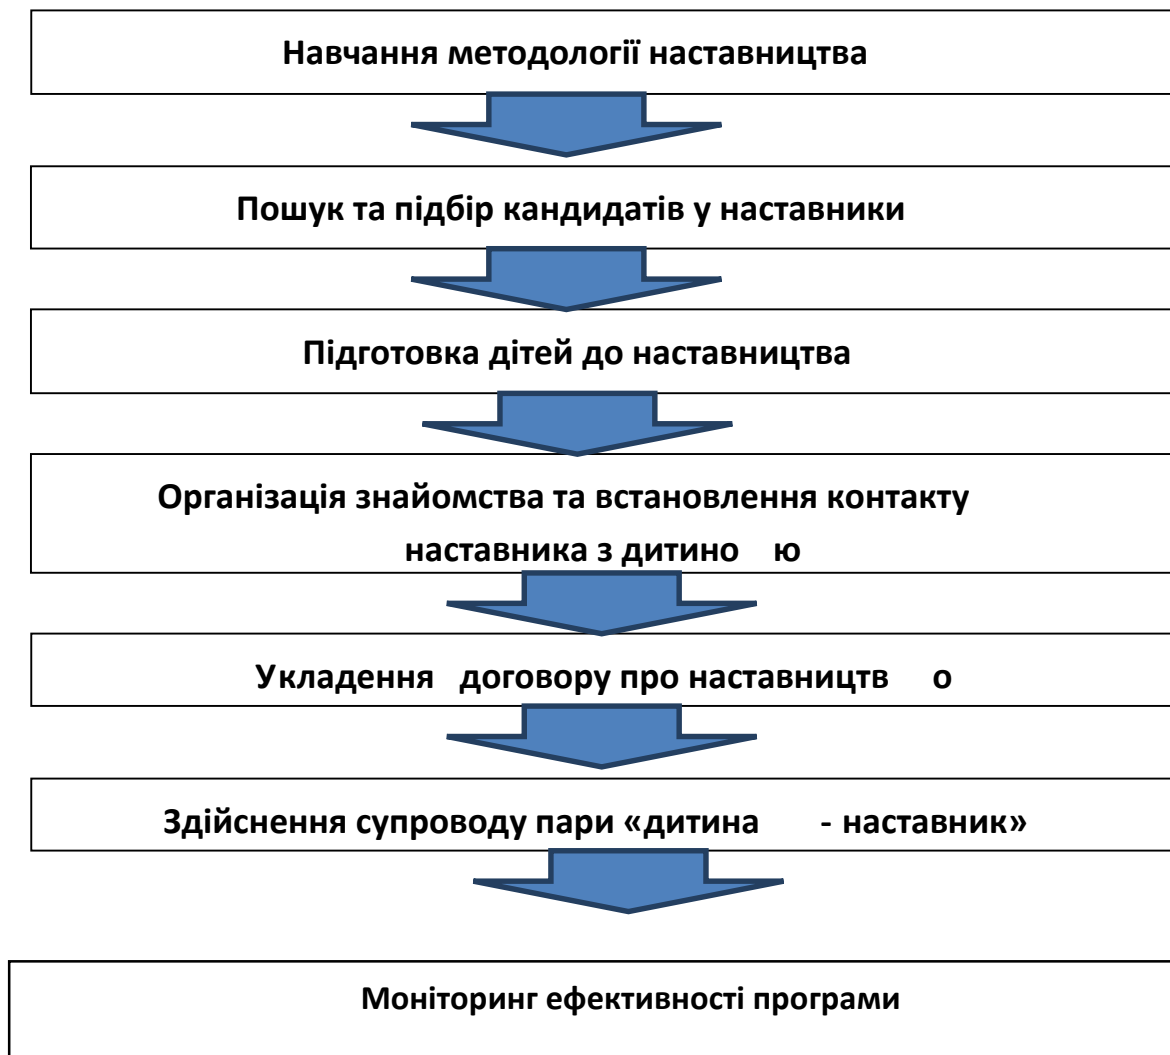 Навчання методології наставництва
Пошук та підбір кандидатів у наставники
Підготовка дітей до наставництва
Організація знайомства та встановлення контакту
наставника з дитино ю
Укладення договору про наставництв о
Здійснення супроводу пари «дитина - наставник»
Моніторинг ефективності програми